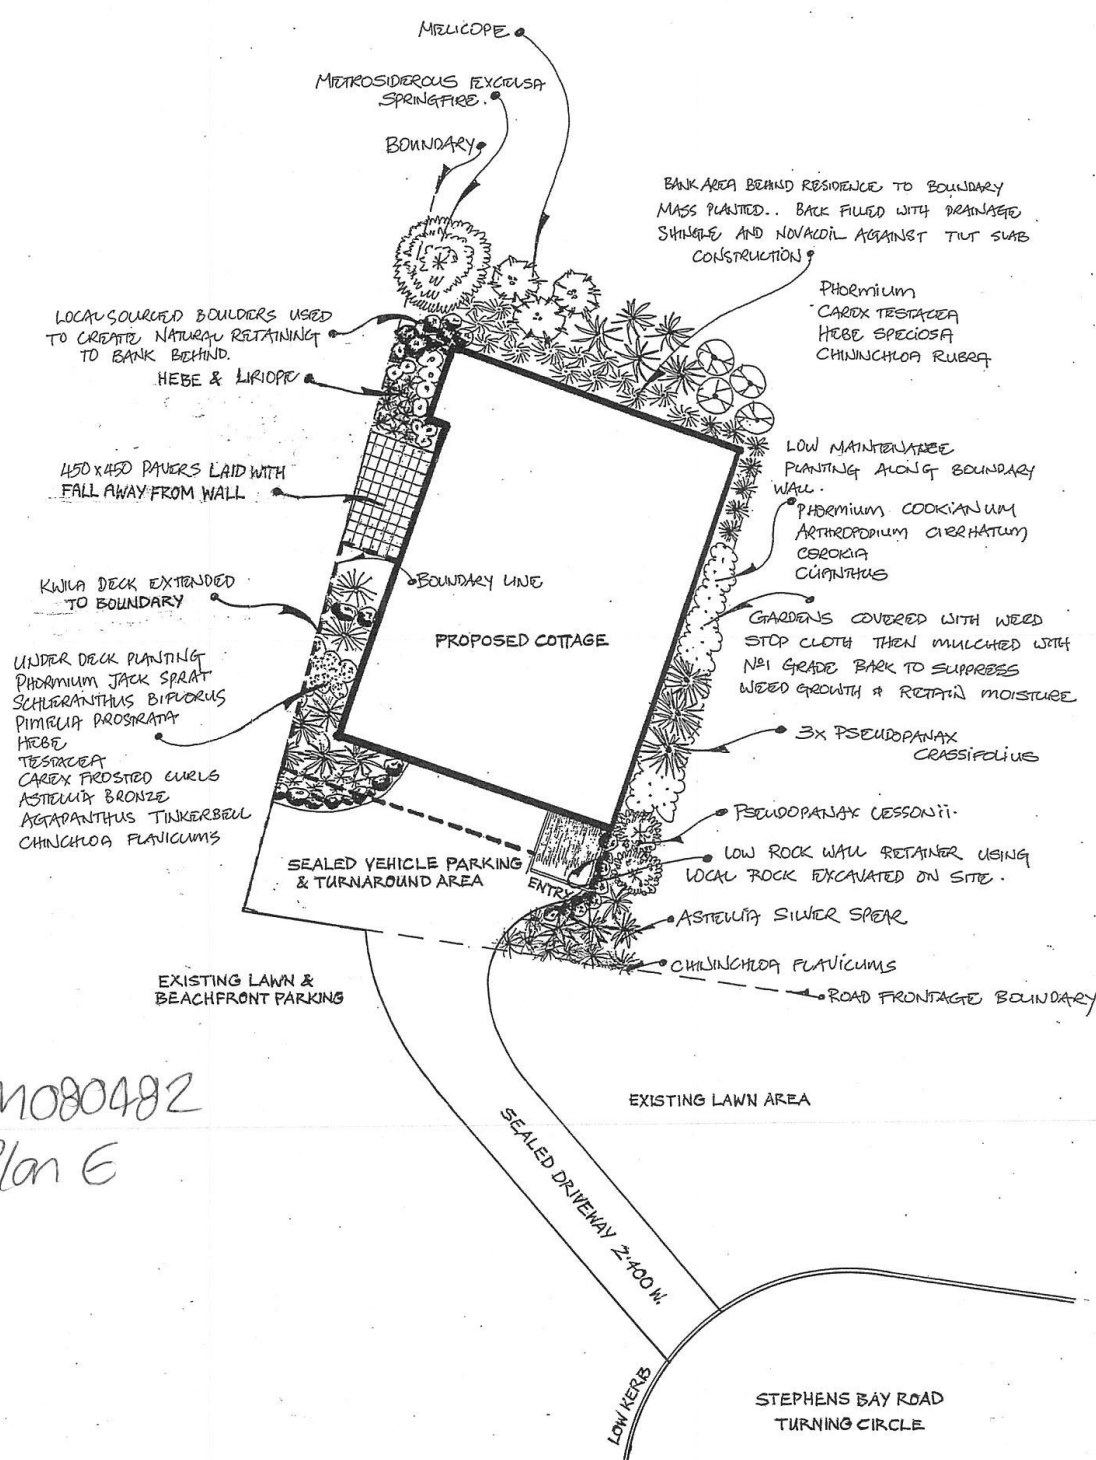 MELICOPE
METROSIDEROUS EXCELSA
SPRINGFIRE.
BOUNDARY
BANK AREA BEHIND RESIDENCE TO BOUNDARY
MASS PLANTED.. BACK FILLED WITH DRAINAGE
SHINGLE AND NOVACOIL AGAINST TILT SLAB
CONSTRUCTION
PHORMIUM
CAREX TESTACEA
HEBE SPECIOSA
CHININCHLOA RUBRA
LOCAL SOURCED BOULDERS USED
TO CREATE NATURAL RETAINING
TO BANK BEHIND.
HEBE & LIRIOPE
450 x 450 PAVERS LAID WITH
FALL AWAY FROM WALL
LOW MAINTENANCE
PLANTING ALONG BOUNDARY
WALL.
PHORMIUM COOKIANUM
ARTHROPODIUM CIRRHATUM
COROKIA
CLIANTHUS
BOUNDARY LINE
KWILA DECK EXTENDED
TO BOUNDARY
PROPOSED COTTAGE
GARDENS COVERED WITH WEED
STOP CLOTH THEN MULCHED WITH
No1 GRADE BARK TO SUPPRESS
WEED GROWTH & RETAIN MOISTURE
UNDER DECK PLANTING
PHORMIUM JACK SPRAT
SCHLERANTHUS BIFLORUS
PIMELIA PROSTRATA
HEBE
TESTACEA
CAREX FROSTED CURLS
ASTELLIA BRONZE
AGAPANTHUS TINKERBELL
CHINCHLOA FLAVICUMS
3x PSEUDOPANAX
CRASSIFOLIUS
PSEUDOPANAX LESSONII.
LOW ROCK WALL RETAINER USING
LOCAL ROCK EXCAVATED ON SITE.
SEALED VEHICLE PARKING
& TURNAROUND AREA
ENTRY
ASTELLIA SILVER SPEAR
CHININCHLOA FLAVICUMS
ROAD FRONTAGE BOUNDARY
EXISTING LAWN &
BEACHFRONT PARKING
M080482
Plan E
EXISTING LAWN AREA
SEALED DRIVEWAY 2.400 W.
LOW KERB
STEPHENS BAY ROAD
TURNING CIRCLE